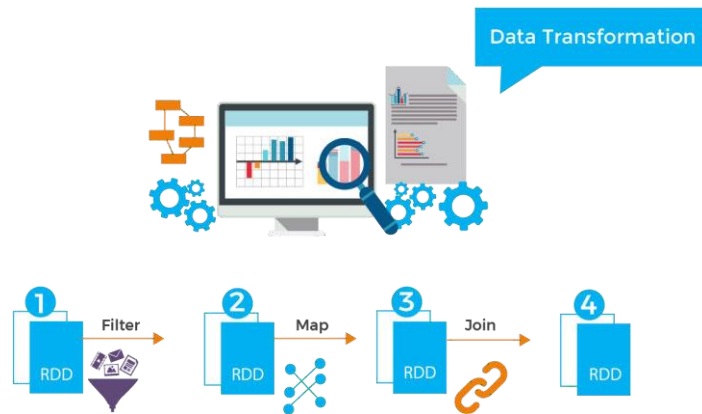 Data Transformation
1
2
3
4
Filter
Map
Join
RDD
RDD
RDD
RDD